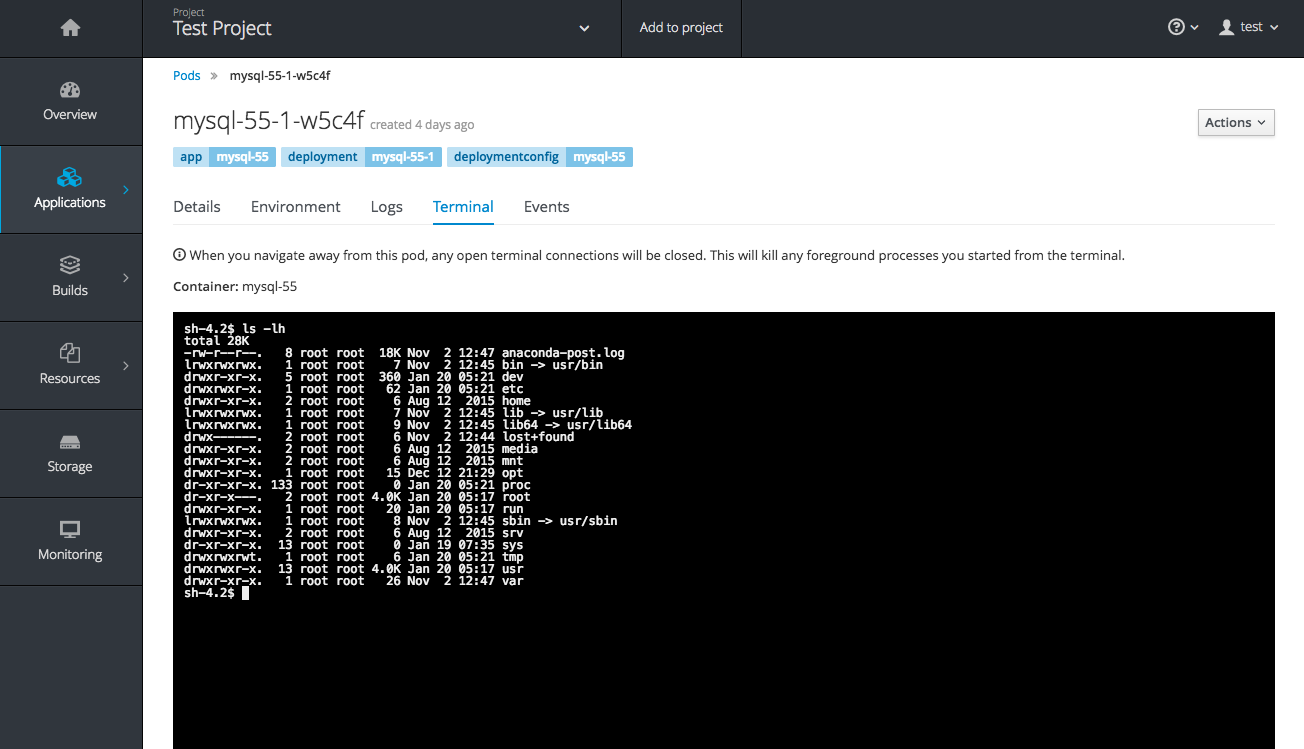 Project
Test Project
Add to project
test
Overview
Applications
Builds
Resources
Storage
Monitoring
Pods » mysql-55-1-w5c4f
mysql-55-1-w5c4f created 4 days ago
Actions
app mysql-55 deployment mysql-55-1 deploymentconfig mysql-55
Details Environment Logs Terminal Events
When you navigate away from this pod, any open terminal connections will be closed. This will kill any foreground processes you started from the terminal.
Container: mysql-55
sh-4.2$ ls -lh
total 28K
-rw-r--r--.   8 root root  18K Nov  2 12:47 anaconda-post.log
lrwxrwxrwx.   1 root root    7 Nov  2 12:45 bin -> usr/bin
drwxr-xr-x.   5 root root  360 Jan 20 05:21 dev
drwxr-xr-x.   1 root root   62 Jan 20 05:21 etc
drwxr-xr-x.   2 root root    6 Aug 12  2015 home
lrwxrwxrwx.   1 root root    7 Nov  2 12:45 lib -> usr/lib
lrwxrwxrwx.   1 root root    9 Nov  2 12:45 lib64 -> usr/lib64
drwx------.   2 root root    6 Nov  2 12:44 lost+found
drwxr-xr-x.   2 root root    6 Aug 12  2015 media
drwxr-xr-x.   2 root root    6 Aug 12  2015 mnt
drwxr-xr-x.   1 root root   15 Dec 12 21:29 opt
dr-xr-xr-x. 133 root root    0 Jan 20 05:21 proc
dr-xr-x---.   2 root root 4.0K Jan 20 05:17 root
drwxr-xr-x.   1 root root   20 Jan 20 05:17 run
lrwxrwxrwx.   1 root root    8 Nov  2 12:45 sbin -> usr/sbin
drwxr-xr-x.   2 root root    6 Aug 12  2015 srv
dr-xr-xr-x.  13 root root    0 Jan 19 07:35 sys
drwxrwxrwt.   1 root root    6 Jan 20 05:21 tmp
drwxr-xr-x.  13 root root 4.0K Jan 20 05:17 usr
drwxr-xr-x.   1 root root   26 Nov  2 12:47 var
sh-4.2$